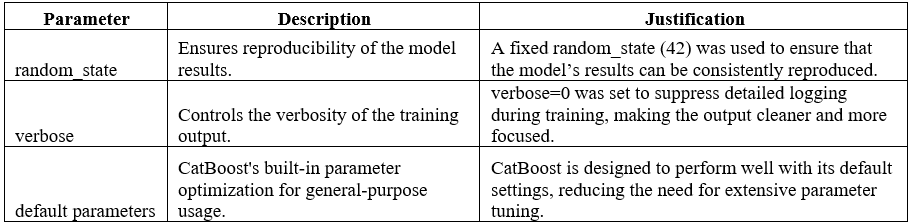 Parameter Description Justification
random_state
Ensures reproducibility of the model
results.
A fixed random_state (42) was used to ensure that
the model's results can be consistently reproduced.
verbose
Controls the verbosity of the training
output.
verbose=0 was set to suppress detailed logging
during training, making the output cleaner and more
focused.
default parameters
CatBoost's built-in parameter
optimization for general-purpose
usage.
CatBoost is designed to perform well with its default
settings, reducing the need for extensive parameter
tuning.